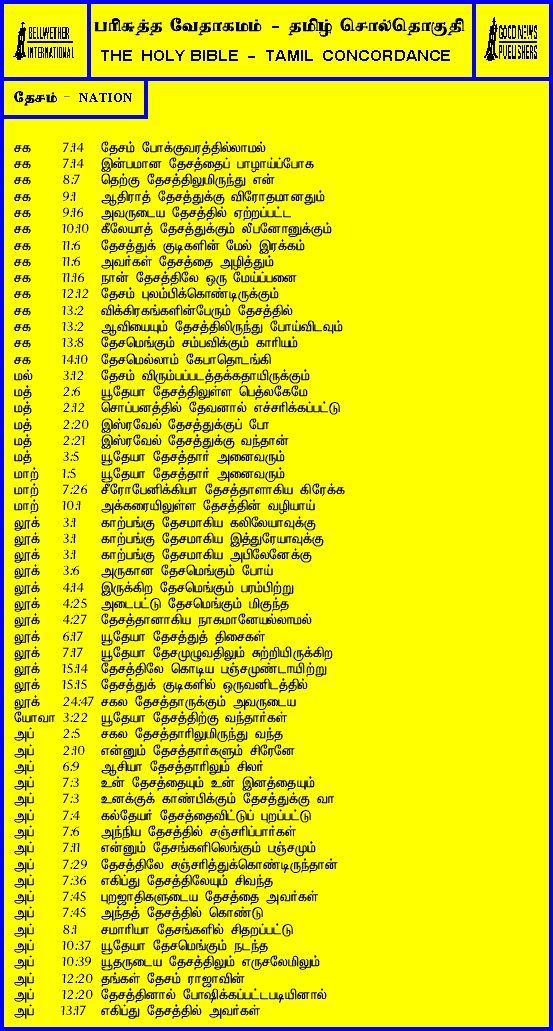 BELLWETHER
INTERNATIONAL
பரிசுத்த வேதாகமம் - தமிழ் சொல்தொகுதி
THE HOLY BIBLE - TAMIL CONCORDANCE
GOOD NEWS
PUBLISHERS
தேசம் - NATION
சக 7:14 தேசம் போக்குவரத்தில்லாமல்
சக 7:14 இன்பமான தேசத்தைப் பாழாய்ப்போக
சக 8:7 தெற்கு தேசத்திலுமிருந்து என்
சக 9:1 ஆதிராத் தேசத்துக்கு விரோதமானதும்
சக 9:16 அவருடைய தேசத்தில் ஏற்றப்பட்ட
சக 10:10 கீலேயாத் தேசத்துக்கும் லீபனோனுக்கும்
சக 11:6 தேசத்துக் குடிகளின் மேல் இரக்கம்
சக 11:6 அவர்கள் தேசத்தை அழித்தும்
சக 11:16 நான் தேசத்திலே ஒரு மேய்ப்பனை
சக 12:12 தேசம் புலம்பிக்கொண்டிருக்கும்
சக 13:2 விக்கிரகங்களின்பேரும் தேசத்தில்
சக 13:2 ஆவியையும் தேசத்திலிருந்து போய்விடவும்
சக 13:8 தேசமெங்கும் சம்பவிக்கும் காரியம்
சக 14:10 தேசமெல்லாம் கேபாதொடங்கி
மல் 3:12 தேசம் விரும்பப்படத்தக்கதாயிருக்கும்
மத் 2:6 யூதேயா தேசத்திலுள்ள பெத்லகேமே
மத் 2:12 சொப்பனத்தில் தேவனால் எச்சரிக்கப்பட்டு
மத் 2:20 இஸ்ரவேல் தேசத்துக்குப் போ
மத் 2:21 இஸ்ரவேல் தேசத்துக்கு வந்தான்
மத் 3:5 யூதேயா தேசத்தார் அனைவரும்
மாற் 1:5 யூதேயா தேசத்தார் அனைவரும்
மாற் 7:26 சீரோபேனிக்கியா தேசத்தாளாகிய கிரேக்க
மாற் 10:1 அக்கரையிலுள்ள தேசத்தின் வழியாய்
லூக் 3:1 காற்பங்கு தேசமாகிய கலிலேயாவுக்கு
லூக் 3:1 காற்பங்கு தேசமாகிய இத்துரேயாவுக்கு
லூக் 3:1 காற்பங்கு தேசமாகிய அபிலேனேக்கு
லூக் 3:6 அருகான தேசமெங்கும் போய்
லூக் 4:14 இருக்கிற தேசமெங்கும் பரம்பிற்று
லூக் 4:25 அடைபட்டு தேசமெங்கும் மிகுந்த
லூக் 4:27 தேசத்தானாகிய நாகமானேயல்லாமல்
லூக் 6:17 யூதேயா தேசத்துத் திசைகள்
லூக் 7:17 யூதேயா தேசமுழுவதிலும் சுற்றியிருக்கிற
லூக் 15:14 தேசத்திலே கொடிய பஞ்சமுண்டாயிற்று
லூக் 15:15 தேசத்துக் குடிகளில் ஒருவனிடத்தில்
லூக் 24:47 சகல தேசத்தாருக்கும் அவருடைய
யோவா 3:22 யூதேயா தேசத்திற்கு வந்தார்கள்
அப் 2:5 சகல தேசத்தாரிலுமிருந்து வந்த
அப் 2:10 என்னும் தேசத்தார்களும் சிரேனே
அப் 6:9 ஆசியா தேசத்தாரிலும் சிலர்
அப் 7:3 உன் தேசத்தையும் உன் இனத்தையும்
அப் 7:3 உனக்குக் காண்பிக்கும் தேசத்துக்கு வா
அப் 7:4 கல்தேயர் தேசத்தைவிட்டுப் புறப்பட்டு
அப் 7:6 அந்நிய தேசத்தில் சஞ்சரிப்பார்கள்
அப் 7:11 என்னும் தேசங்களிலெங்கும் பஞ்சமும்
அப் 7:29 தேசத்திலே சஞ்சரித்துக்கொண்டிருந்தான்
அப் 7:36 எகிப்து தேசத்திலேயும் சிவந்த
அப் 7:45 புறஜாதிகளுடைய தேசத்தை அவர்கள்
அப் 7:45 அந்தத் தேசத்தில் கொண்டு
அப் 8:1 சமாரியா தேசங்களில் சிதறப்பட்டு
அப் 10:37 யூதேயா தேசமெங்கும் நடந்த
அப் 10:39 யூதருடைய தேசத்திலும் எருசலேமிலும்
அப் 12:20 தங்கள் தேசம் ராஜாவின்
அப் 12:20 தேசத்தினால் போஷிக்கப்பட்டபடியினால்
அப் 13:17 எகிப்து தேசத்தில் அவர்கள்